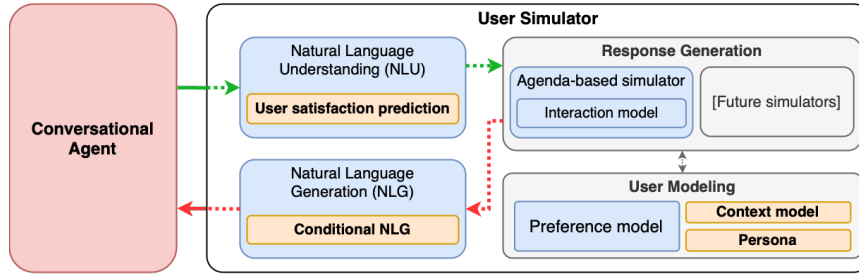 User Simulator
Conversational
Agent
Natural Language
Understanding (NLU)
User satisfaction prediction
Response Generation
Agenda-based simulator
Interaction model
[Future simulators]
Natural Language
Generation (NLG)
Conditional NLG
User Modeling
Preference model
Context model
Persona